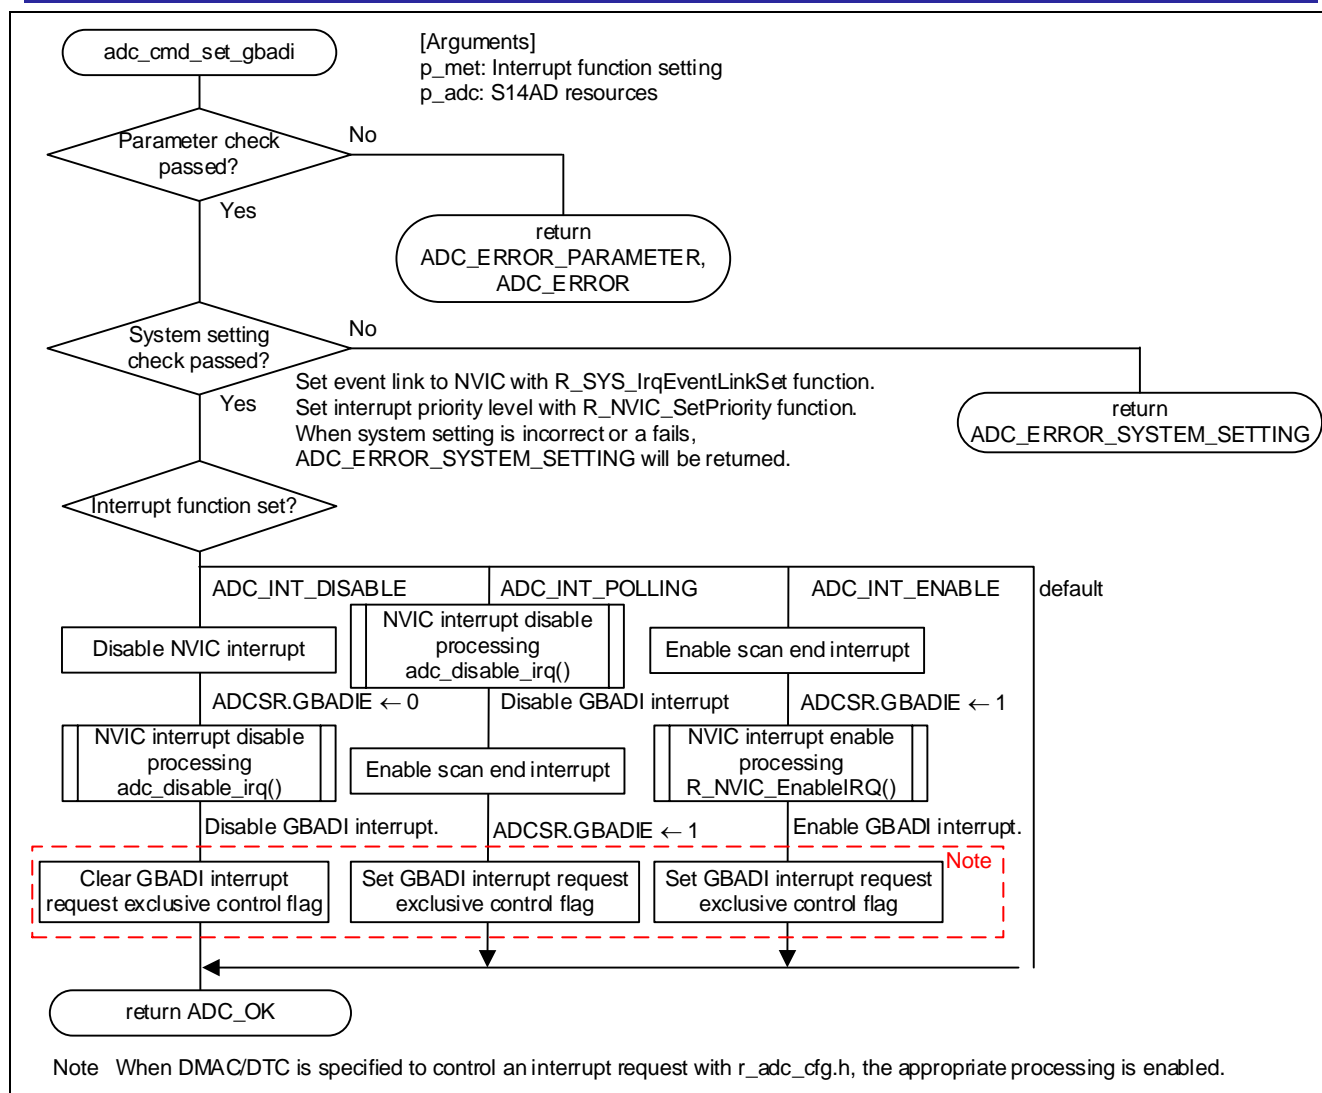 adc_cmd_set_gbadi
[Arguments]
p_met: Interrupt function setting
p_adc: S14AD resources
Parameter check
passed?
No
Yes
return
ADC_ERROR_PARAMETER,
ADC_ERROR
System setting
check passed?
No
Yes
Set event link to NVIC with R_SYS_IrqEventLinkSet function.
Set interrupt priority level with R_NVIC_SetPriority function.
When system setting is incorrect or a fails,
ADC_ERROR_SYSTEM_SETTING will be returned.
return
ADC_ERROR_SYSTEM_SETTING
Interrupt function set?
ADC_INT_DISABLE
ADC_INT_POLLING
ADC_INT_ENABLE
default
Disable NVIC interrupt
NVIC interrupt disable
processing
adc_disable_irq()
Enable scan end interrupt
ADCSR.GBADIE ← 0
Disable GBADI interrupt
ADCSR.GBADIE ← 1
NVIC interrupt disable
processing
adc_disable_irq()
Enable scan end interrupt
NVIC interrupt enable
processing
R_NVIC_EnableIRQ()
Disable GBADI interrupt.
ADCSR.GBADIE ← 1
Enable GBADI interrupt.
Note
Clear GBADI interrupt
request exclusive control flag
Set GBADI interrupt request
exclusive control flag
Set GBADI interrupt request
exclusive control flag
return ADC_OK
Note When DMAC/DTC is specified to control an interrupt request with r_adc_cfg.h, the appropriate processing is enabled.